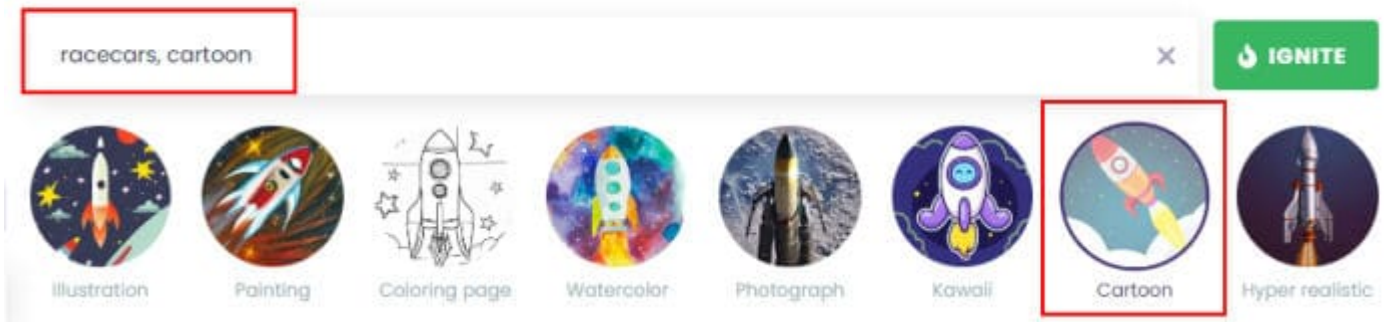 racecars, cartoon
IGNITE
Illustration
Painting
Coloring page
Watercolor
Photograph
Kawaii
Cartoon
Hyper realistic